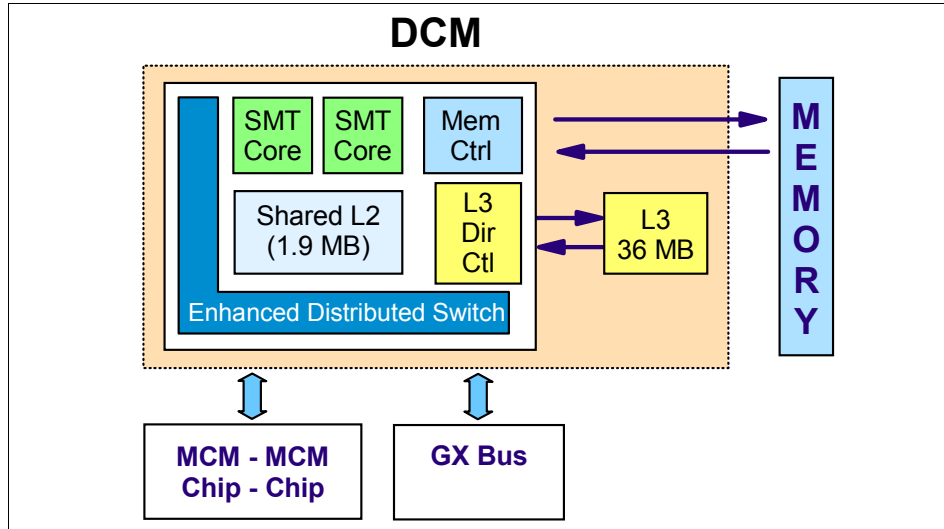 DCM
SMT
Core
SMT
Core
Mem
Ctrl
Shared L2
(1.9 MB)
L3
Dir
Ctl
L3
36 MB
Enhanced Distributed Switch
M
E
M
O
R
Y
MCM - MCM
Chip - Chip
GX Bus